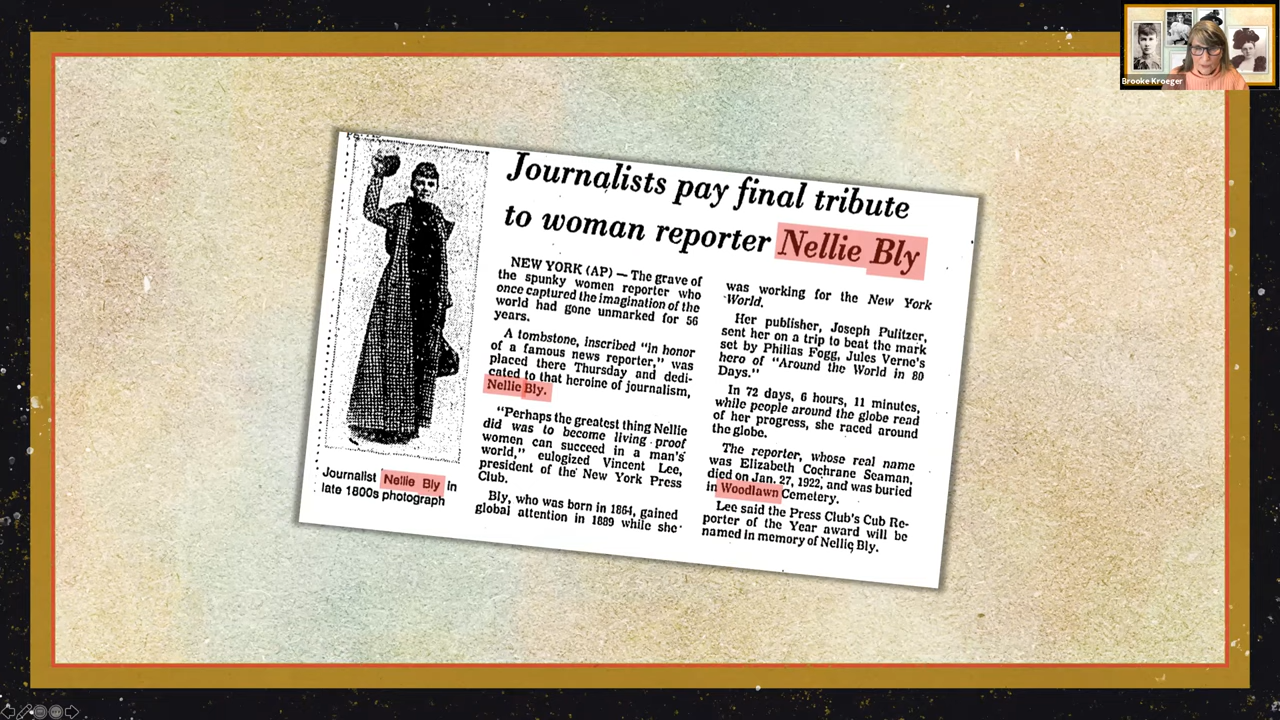 Brooke Kroeger
Journalists pay final tribute
to woman reporter Nellie Bly
NEW YORK (AP) — The grave of
the spunky women reporter who
once captured the imagination of the
world had gone unmarked for 56
years.
A tombstone, inscribed “in honor
of a famous news reporter,” was
placed there Thursday and dedi-
cated to that heroine of journalism,
Nellie Bly.
“Perhaps the greatest thing Nellie
did was to become living proof
women can succeed in a man's
world,” eulogized Vincent Lee,
president of the New York Press
Club.
Bly, who was born in 1864, gained
global attention in 1889 while she
was working for the New York
World.
Her publisher, Joseph Pulitzer,
sent her on a trip to beat the mark
set by Philias Fogg, Jules Verne's
hero of “Around the World in 80
Days.”
In 72 days, 6 hours, 11 minutes,
while people around the globe read
of her progress, she raced around
the globe.
The reporter, whose real name
was Elizabeth Cochrane Seaman,
died on Jan. 27, 1922, and was buried
in Woodlawn Cemetery.
Lee said the Press Club's Cub Re-
porter of the Year award will be
named in memory of Nellie Bly.
Journalist Nellie Bly in
late 1800s photograph